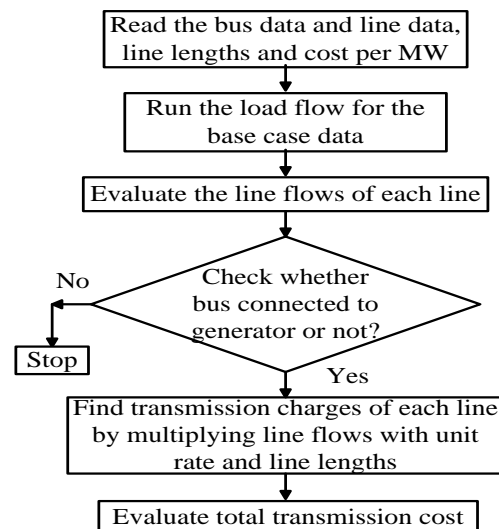 Read the bus data and line data,
line lengths and cost per MW
Run the load flow for the
base case data
Evaluate the line flows of each line
No
Check whether
bus connected to
generator or not?
Stop
Yes
Find transmission charges of each line
by multiplying line flows with unit
rate and line lengths
Evaluate total transmission cost